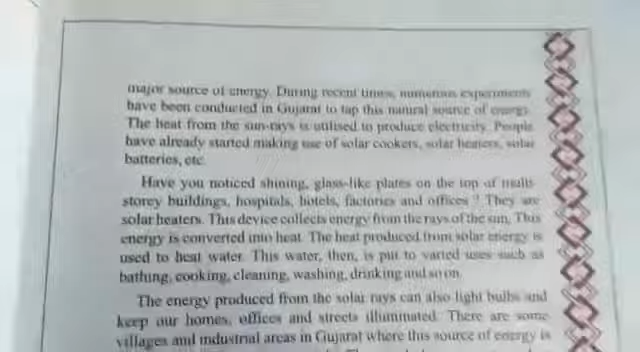 major source of energy. During recent times, numerous experiments
have been conducted in Gujarat to tap this natural source of energy.
The heat from the sun-rays is utilised to produce electricity. People
have already started making use of solar cookers, solar heaters, solar
batteries, etc.
Have you noticed shining, glass-like plates on the top of multi-
storey buildings, hospitals, hotels, factories and offices ? They are
solar heaters. This device collects energy from the rays of the sun. This
energy is converted into heat. The heat produced from solar energy is
used to heat water. This water, then, is put to varied uses such as
bathing, cooking, cleaning, washing, drinking and so on.
The energy produced from the solar rays can also light bulbs and
keep our homes, offices and streets illuminated. There are some
villages and industrial areas in Gujarat where this source of energy is